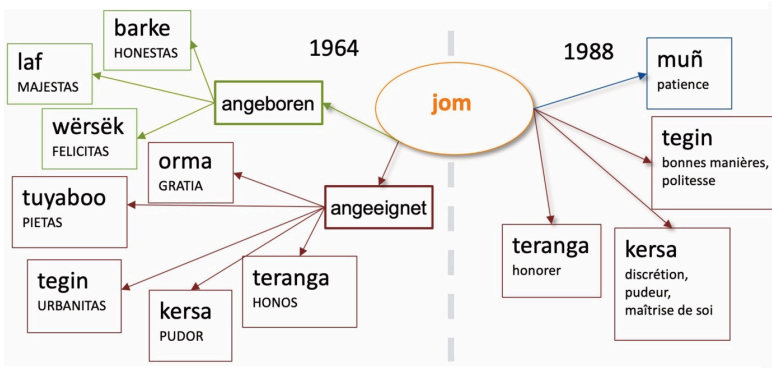 1964
1988
barke
HONESTAS
laf
MAJESTAS
wërsëk
FELICITAS
angeboren
jom
orma
GRATIA
tuyaboo
PIETAS
angeeignet
tegin
URBANITAS
kersa
PUDOR
teranga
HONOS
muñ
patience
tegin
bonnes manières,
politesse
teranga
honorer
kersa
discrétion,
pudeur,
maîtrise de soi